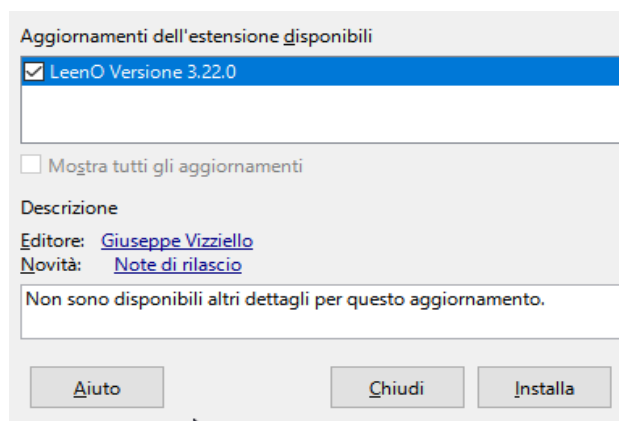 Aggiornamenti dell'estensione disponibili
LeenO Versione 3.22.0
Mostra tutti gli aggiornamenti
Descrizione
Editore: Giuseppe Vizziello
Novità: Note di rilascio
Non sono disponibili altri dettagli per questo aggiornamento.
Aiuto Chiudi Installa